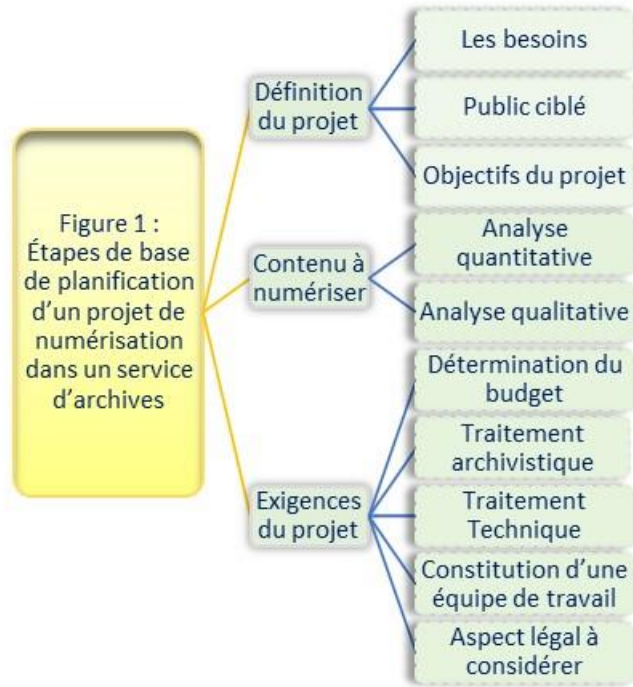 Figure 1 :
Étapes de base
de planification
d'un projet de
numérisation
dans un service
d'archives
Définition
du projet
Les besoins
Public ciblé
Objectifs du projet
Contenu à
numériser
Analyse
quantitative
Analyse qualitative
Exigences
du projet
Détermination du
budget
Traitement
archivistique
Traitement
Technique
Constitution d'une
équipe de travail
Aspect légal à
considérer